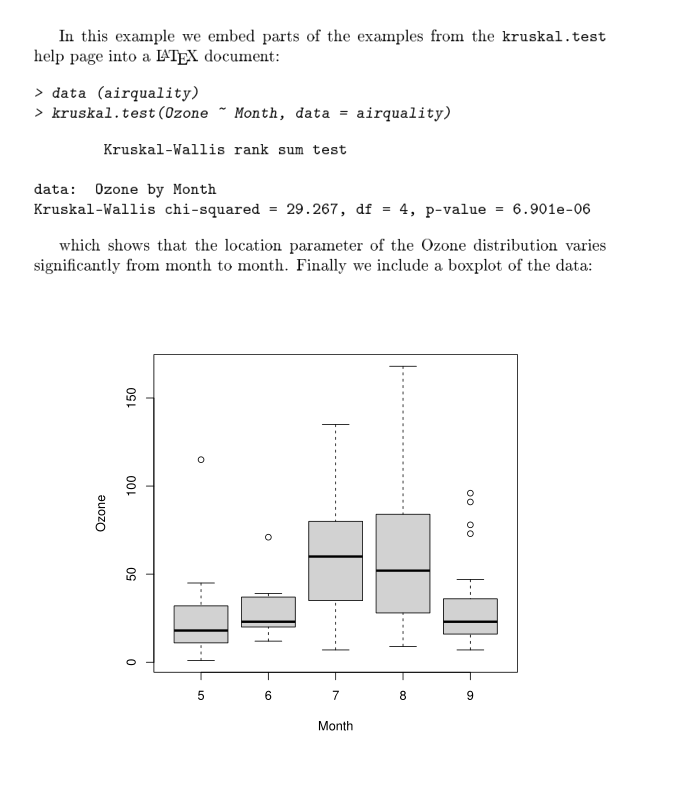 In this example we embed parts of the examples from the kruskal.test
help page into a LATEX document:
> data (airquality)
> kruskal.test(Ozone ~ Month, data = airquality)
Kruskal-Wallis rank sum test
data:  Ozone by Month
Kruskal-Wallis chi-squared = 29.267, df = 4, p-value = 6.901e-06
which shows that the location parameter of the Ozone distribution varies
significantly from month to month. Finally we include a boxplot of the data:
150
100
50
0
Ozone
5 6 7 8 9
Month